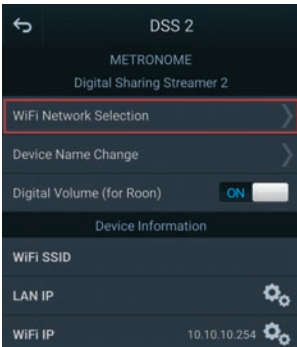 DSS 2
METRONOME
Digital Sharing Streamer 2
WiFi Network Selection
Device Name Change
Digital Volume (for Roon) ON
Device Information
WiFi SSID
LAN IP
WiFi IP 10.10.10.254